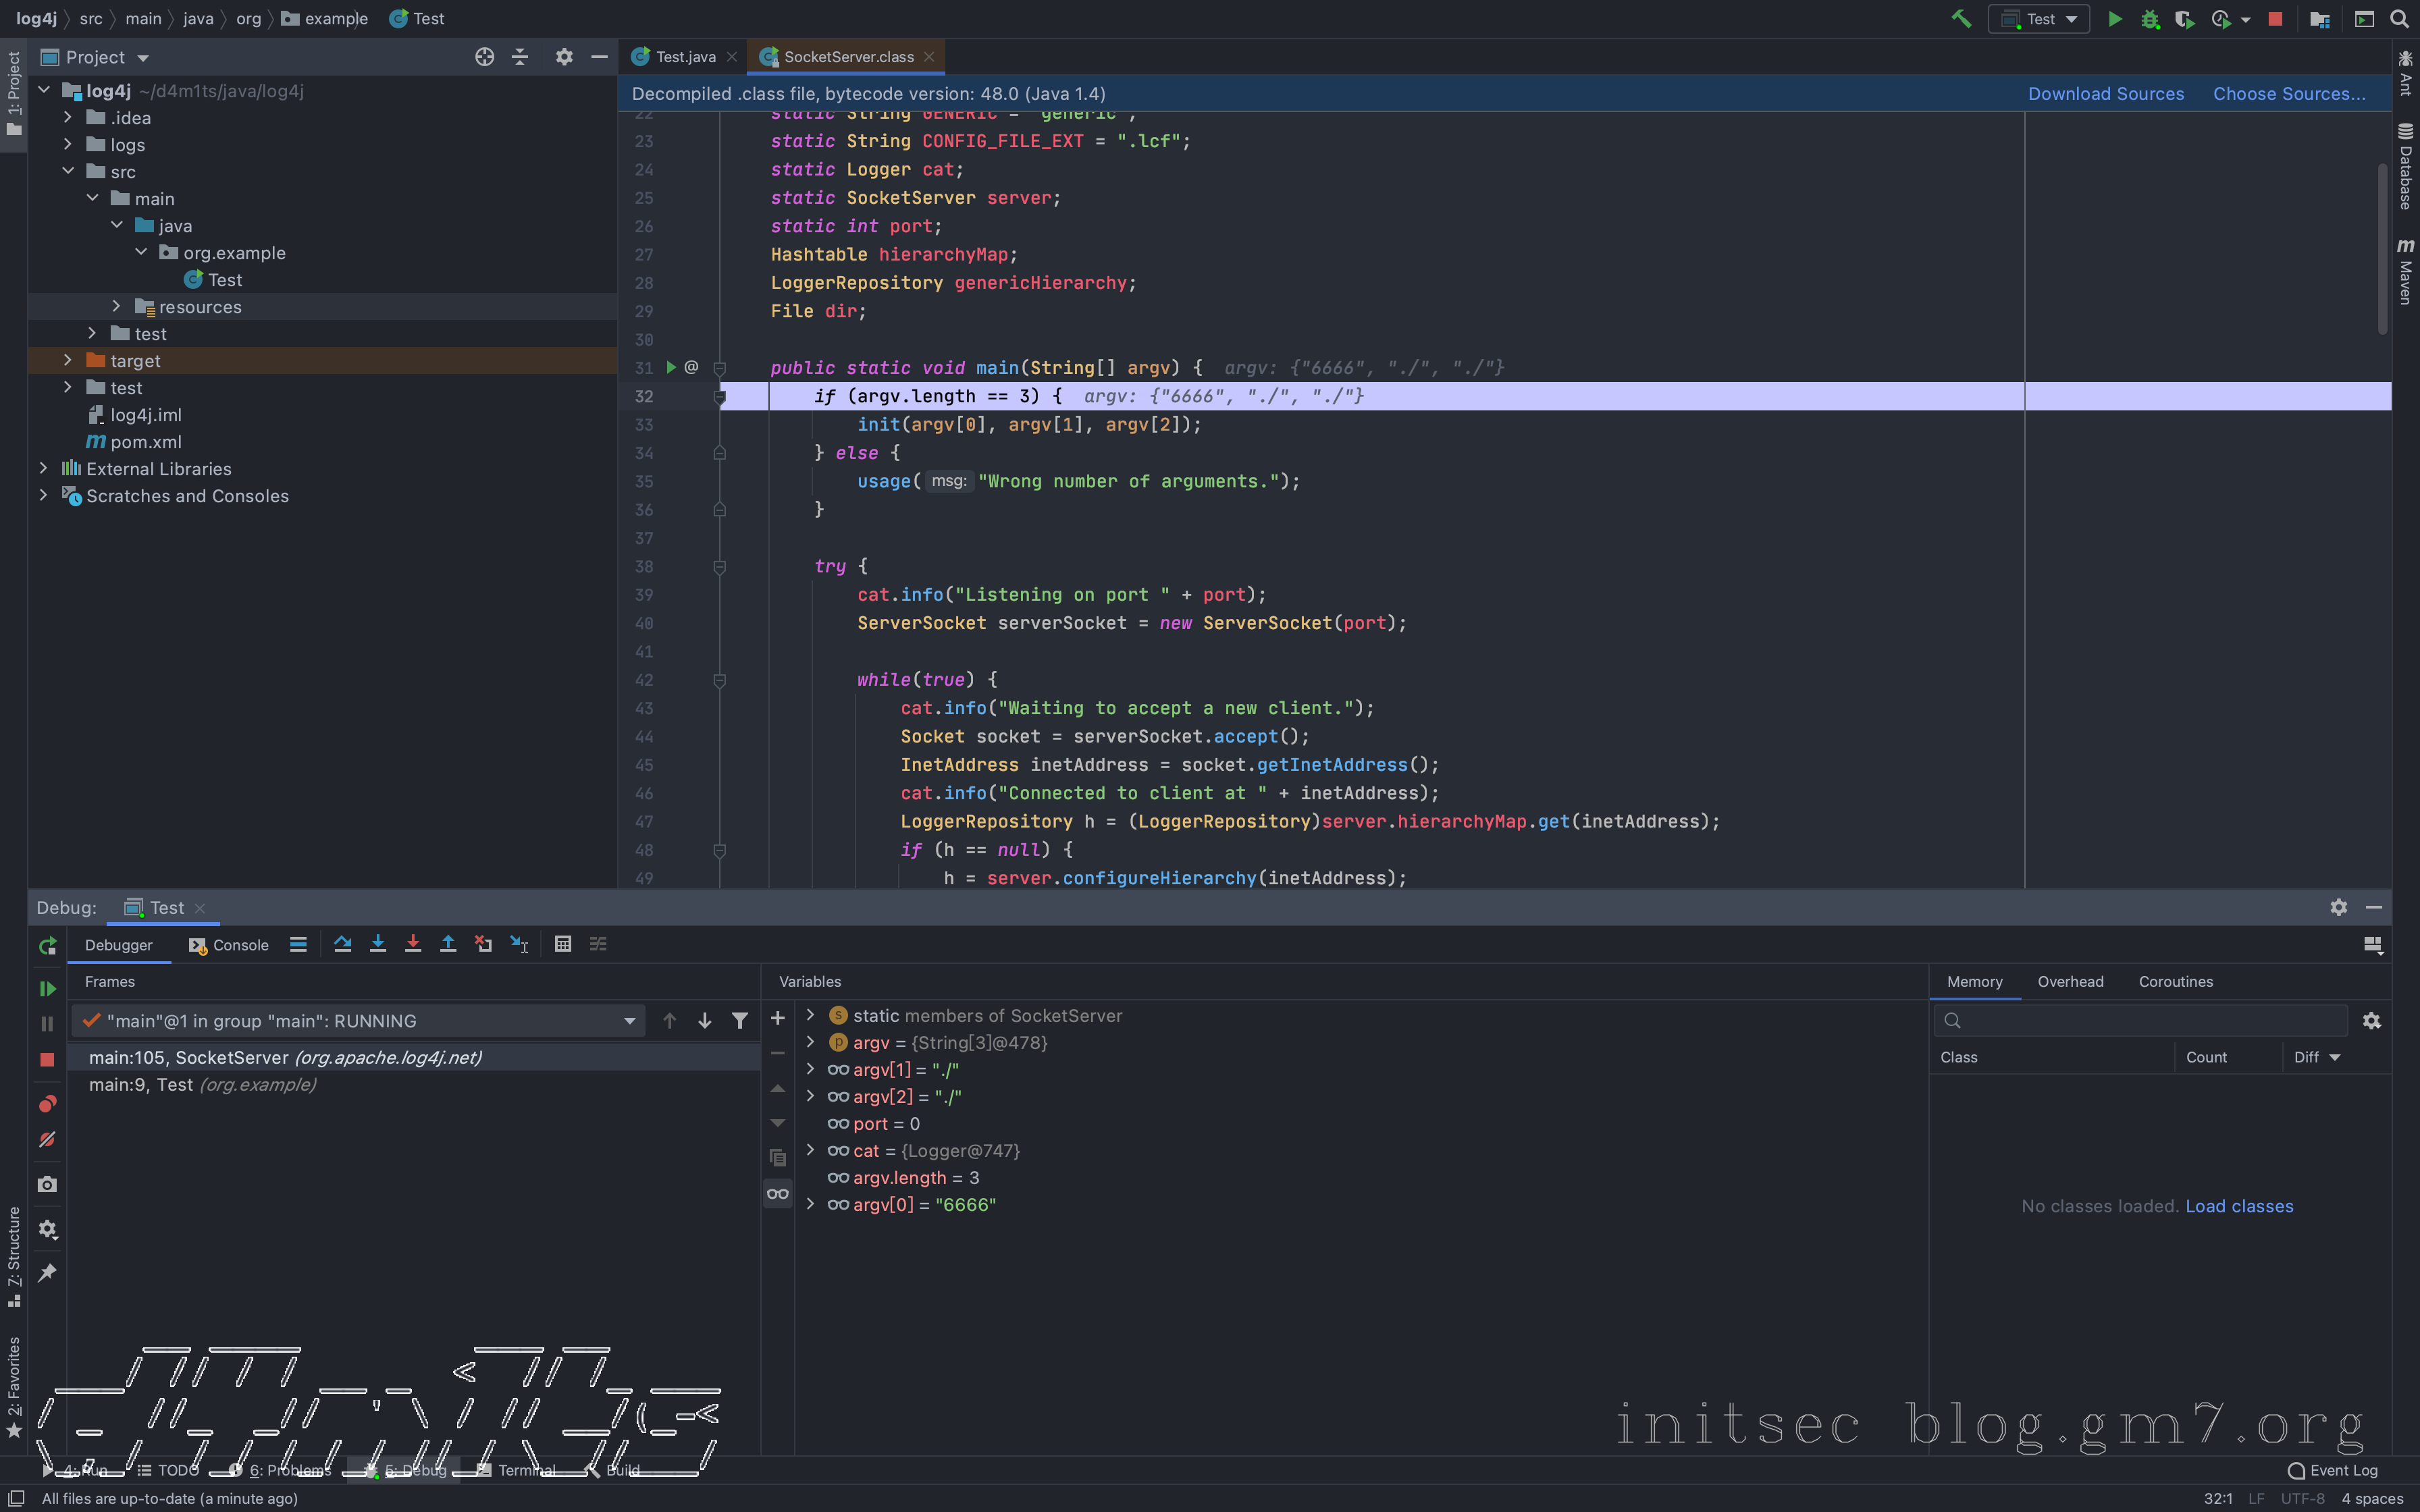 log4j src main java org example Test
Test
1: Project
Project
log4j ~/d4m1ts/java/log4j
.idea
logs
src
main
java
org.example
Test
resources
test
target
test
log4j.iml
pom.xml
External Libraries
Scratches and Consoles
Test.java SocketServer.class
Decompiled .class file, bytecode version: 48.0 (Java 1.4) Download Sources Choose Sources...
22 static String GENERIC = "generic";
23 static String CONFIG_FILE_EXT = ".lcf";
24 static Logger cat;
25 static SocketServer server;
26 static int port;
27 Hashtable hierarchyMap;
28 LoggerRepository genericHierarchy;
29 File dir;
30
31 @ public static void main(String[] argv) { argv: {"6666", "./", "./"}
32 if (argv.length == 3) { argv: {"6666", "./", "./"}
33 init(argv[0], argv[1], argv[2]);
34 } else {
35 usage( msg: "Wrong number of arguments.");
36 }
37
38 try {
39 cat.info("Listening on port " + port);
40 ServerSocket serverSocket = new ServerSocket(port);
41
42 while(true) {
43 cat.info("Waiting to accept a new client.");
44 Socket socket = serverSocket.accept();
45 InetAddress inetAddress = socket.getInetAddress();
46 cat.info("Connected to client at " + inetAddress);
47 LoggerRepository h = (LoggerRepository)server.hierarchyMap.get(inetAddress);
48 if (h == null) {
49 h = server.configureHierarchy(inetAddress);
Ant
Database
Maven
Debug: Test
Debugger Console
Frames
"main"@1 in group "main": RUNNING
main:105, SocketServer (org.apache.log4j.net)
main:9, Test (org.example)
Variables
static members of SocketServer
argv = {String[3]@478}
argv[1] = "./"
argv[2] = "./"
port = 0
cat = {Logger@747}
argv.length = 3
argv[0] = "6666"
Memory Overhead Coroutines
Class Count Diff
No classes loaded. Load classes
7: Structure
2: Favorites
initsec blog.gm7.org
4: Run TODO 6: Problems 5: Debug Terminal Build Event Log
All files are up-to-date (a minute ago) 32:1 LF UTF-8 4 spaces